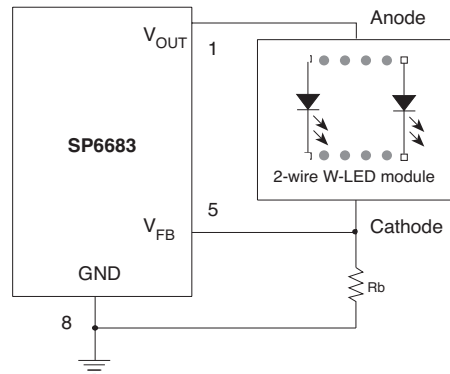 Anode
V_OUT
1
SP6683
2-wire W-LED module
5
V_FB
Cathode
GND
Rb
8